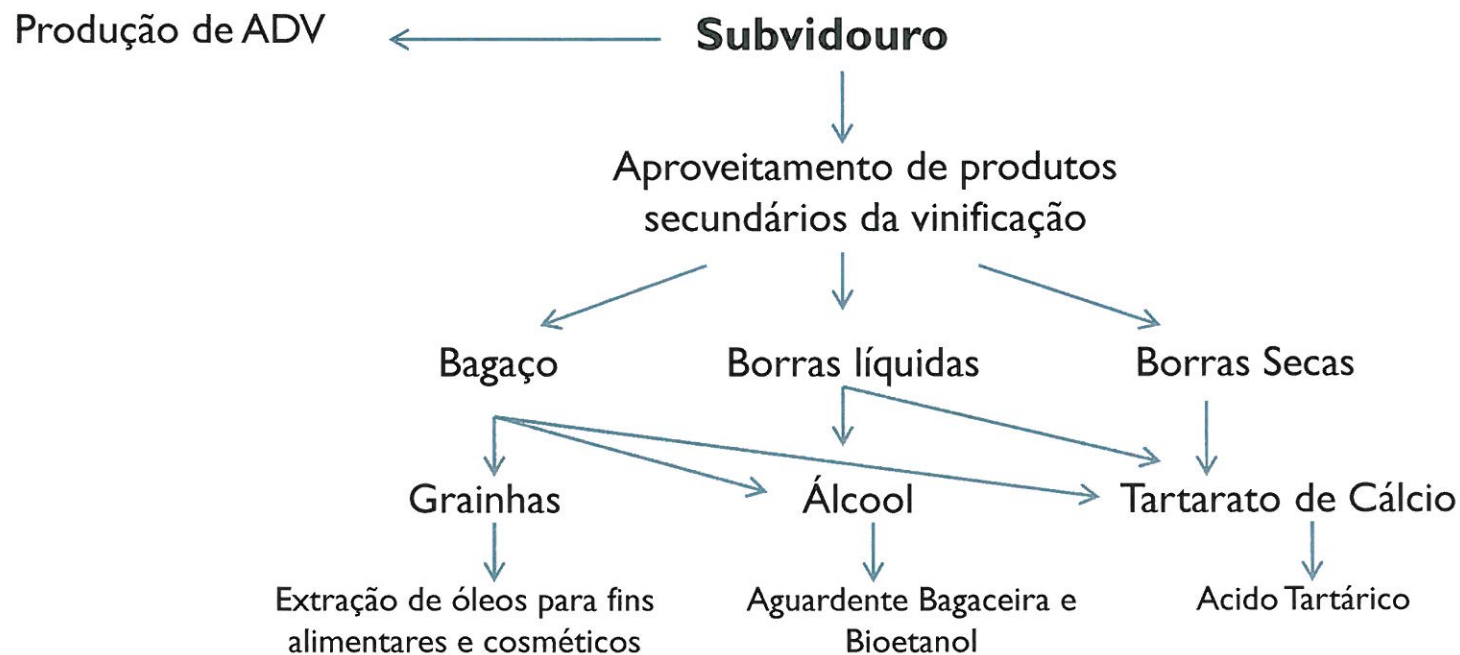 Produção de ADV
Subvidouro
Aproveitamento de produtos
secundários da vinificação
Bagaço
Borras líquidas
Borras Secas
Grainhas
Álcool
Tartarato de Cálcio
Extração de óleos para fins
alimentares e cosméticos
Aguardente Bagaceira e
Bioetanol
Acido Tartárico